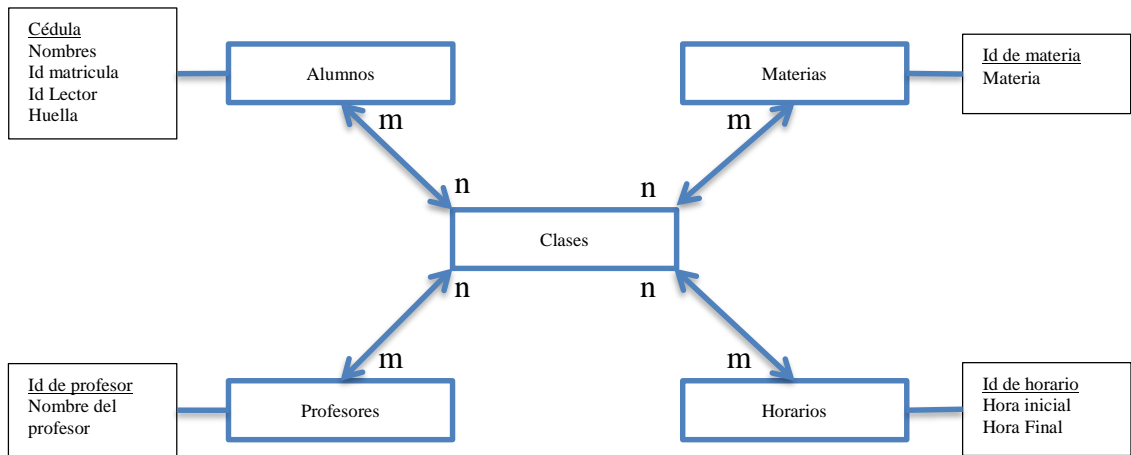 Cédula
Nombres
Id matricula
Id Lector
Huella
Alumnos
Materias
Id de materia
Materia
m
m
n
n
Clases
n
n
m
m
Id de profesor
Nombre del
profesor
Profesores
Horarios
Id de horario
Hora inicial
Hora Final